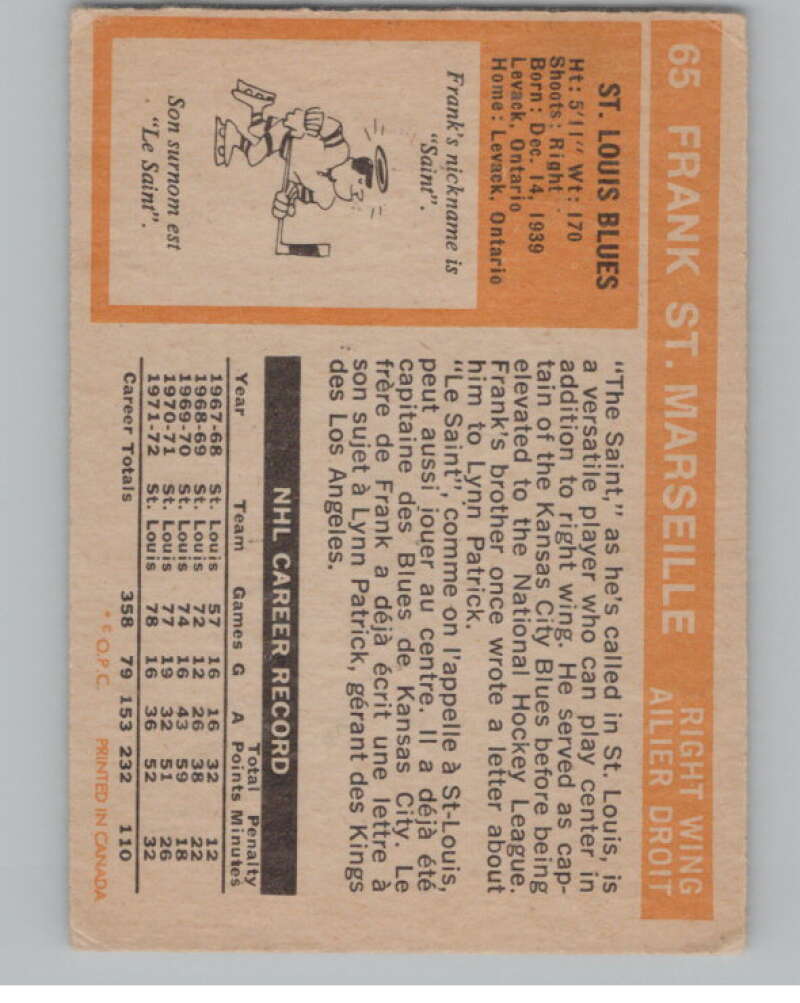 65 FRANK ST. MARSEILLE
RIGHT WING
AILIER DROIT
ST. LOUIS BLUES
Ht: 5'11" Wt: 170
Shoots: Right
Born: Dec. 14, 1939
Levack, Ontario
Home: Levack, Ontario
Frank's nickname is
"Saint".
Son surnom est
"Le Saint".
"The Saint," as he's called in St. Louis, is
a versatile player who can play center in
addition to right wing. He served as cap-
tain of the Kansas City Blues before being
elevated to the National Hockey League.
Frank's brother once wrote a letter about
him to Lynn Patrick.
"Le Saint", comme on l'appelle à St-Louis,
peut aussi jouer au centre. Il a déjà été
capitaine des Blues de Kansas City. Le
frère de Frank a déjà écrit une lettre à
son sujet à Lynn Patrick, gérant des Kings
des Los Angeles.
NHL CAREER RECORD
Total Penalty
Year Team Games G A Points Minutes
1967-68 St. Louis 57 16 16 32 12
1968-69 St. Louis 72 12 26 38 22
1969-70 St. Louis 74 16 43 59 18
1970-71 St. Louis 77 19 32 51 26
1971-72 St. Louis 78 16 36 52 32
Career Totals 358 79 153 232 110
* © O.P.C. PRINTED IN CANADA